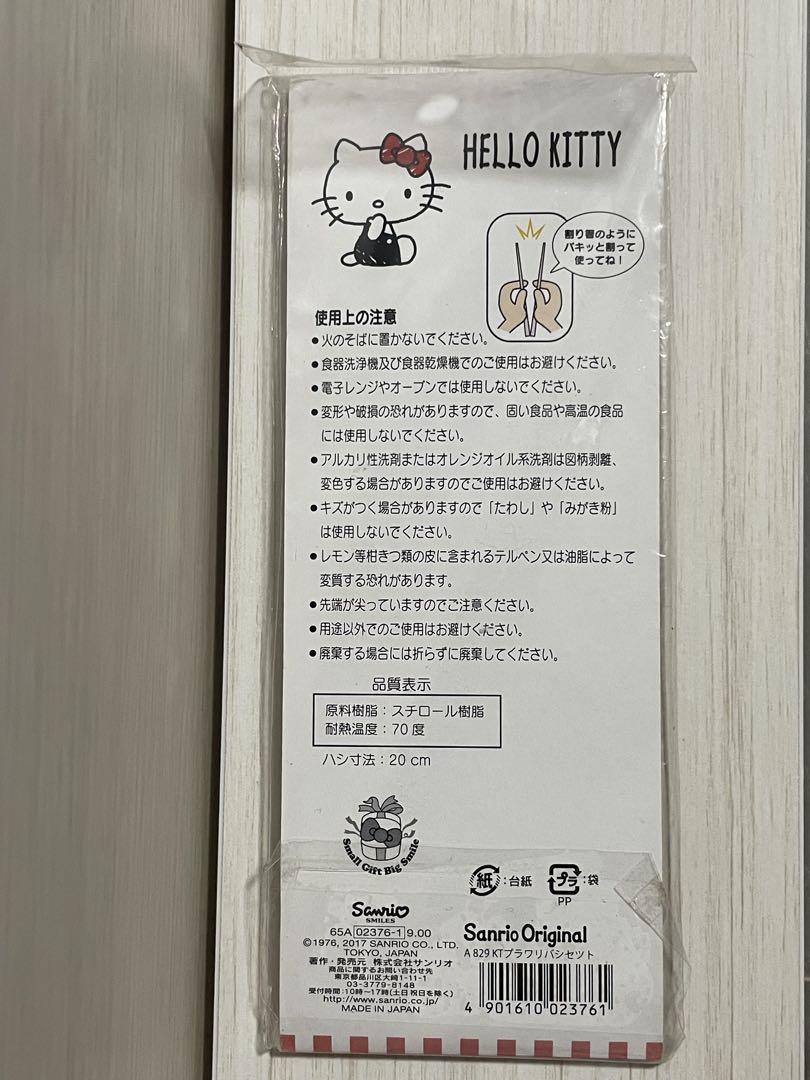 HELLO KITTY
割り箸のように
パキッと割って
使ってね！
使用上の注意
●火のそばに置かないでください。
●食器洗浄機及び食器乾燥機でのご使用はお避けください。
●電子レンジやオーブンでは使用しないでください。
●変形や破損の恐れがありますので、固い食品や高温の食品
には使用しないでください。
●アルカリ性洗剤またはオレンジオイル系洗剤は図柄剥離、
変色する場合がありますのでご使用はお避けください。
●キズがつく場合がありますので「たわし」や「みがき粉」
は使用しないでください。
●レモン等柑きつ類の皮に含まれるテルペン又は油脂によって
変質する恐れがあります。
●先端が尖っていますのでご注意ください。
●用途以外でのご使用はお避けください。
●廃棄する場合には折らずに廃棄してください。
品質表示
原料樹脂：スチロール樹脂
耐熱温度：70度
ハシ寸法：20 cm
Small Gift Big Smile
紙：台紙
プラ：袋
PP
Sanrio
SMILES
65A 02376-1 9.00
©1976, 2017 SANRIO CO., LTD.
TOKYO, JAPAN
著作・発売元 株式会社サンリオ
商品に関するお問い合わせ先
東京都品川区大崎1-11-1
03-3779-8148
受付時間：10時〜17時(土日祝日を除く)
http://www.sanrio.co.jp/
MADE IN JAPAN
Sanrio Original
A 829 KTプラワリバシセット
4 901610 023761